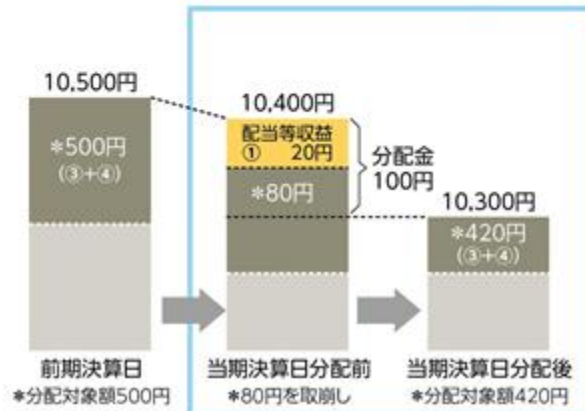 10,500円
*500円
(③+④)
前期決算日
*分配対象額500円
10,400円
配当等収益
① 20円
*80円
分配金
100円
当期決算日分配前
*80円を取崩し
10,300円
*420円
(③+④)
当期決算日分配後
*分配対象額420円